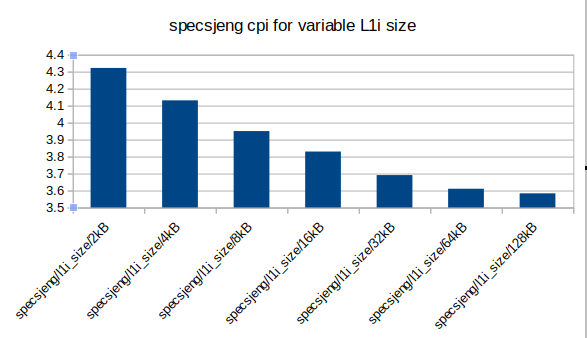 specsjeng cpi for variable L1i size
4.4
4.3
4.2
4.1
4
3.9
3.8
3.7
3.6
3.5
specsjeng/l1i_size/2kB
specsjeng/l1i_size/4kB
specsjeng/l1i_size/8kB
specsjeng/l1i_size/16kB
specsjeng/l1i_size/32kB
specsjeng/l1i_size/64kB
specsjeng/l1i_size/128kB